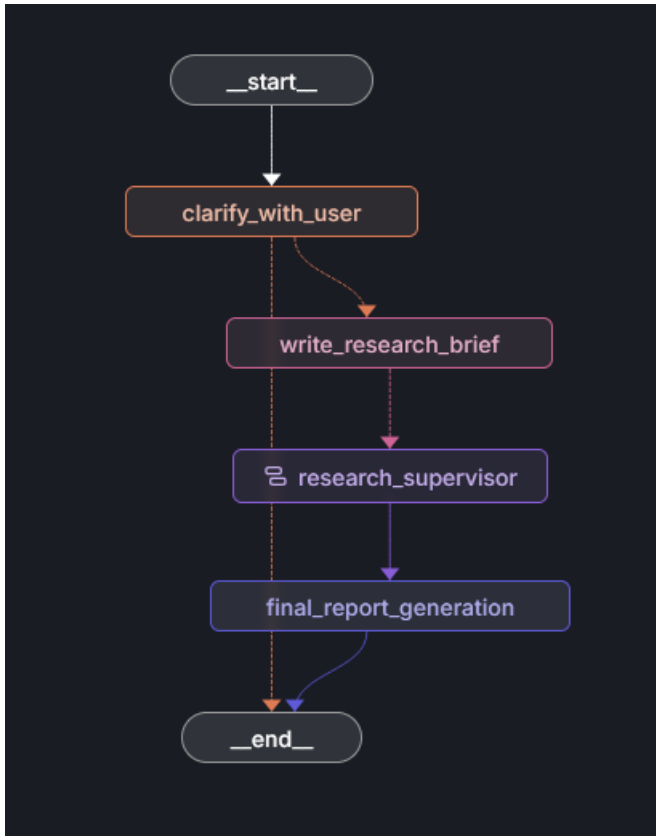 __start__
clarify_with_user
write_research_brief
research_supervisor
final_report_generation
__end__